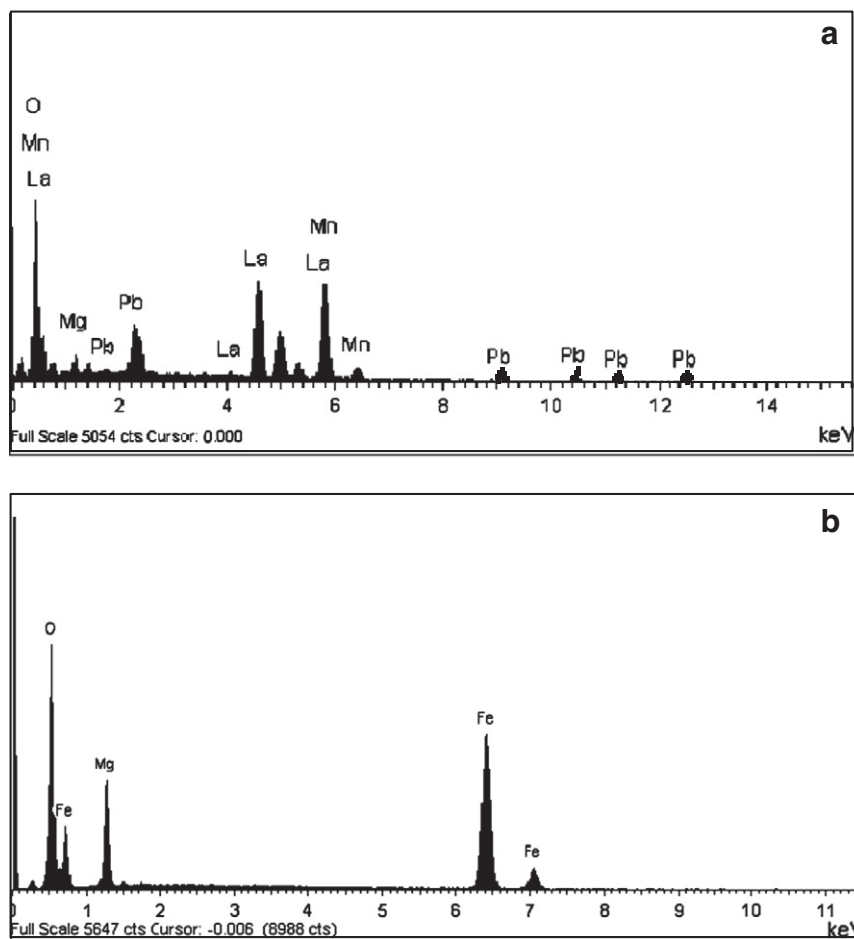 a
O
Mn
La
Mg
Pb
Pb
La
La
Mn
La
Mn
Pb
Pb
Pb
Pb
0 2 4 6 8 10 12 14
Full Scale 5054 cts Cursor: 0.000
keV
b
O
Fe
Mg
Fe
Fe
0 1 2 3 4 5 6 7 8 9 10 11
Full Scale 5647 cts Cursor: -0.006 (8988 cts)
keV